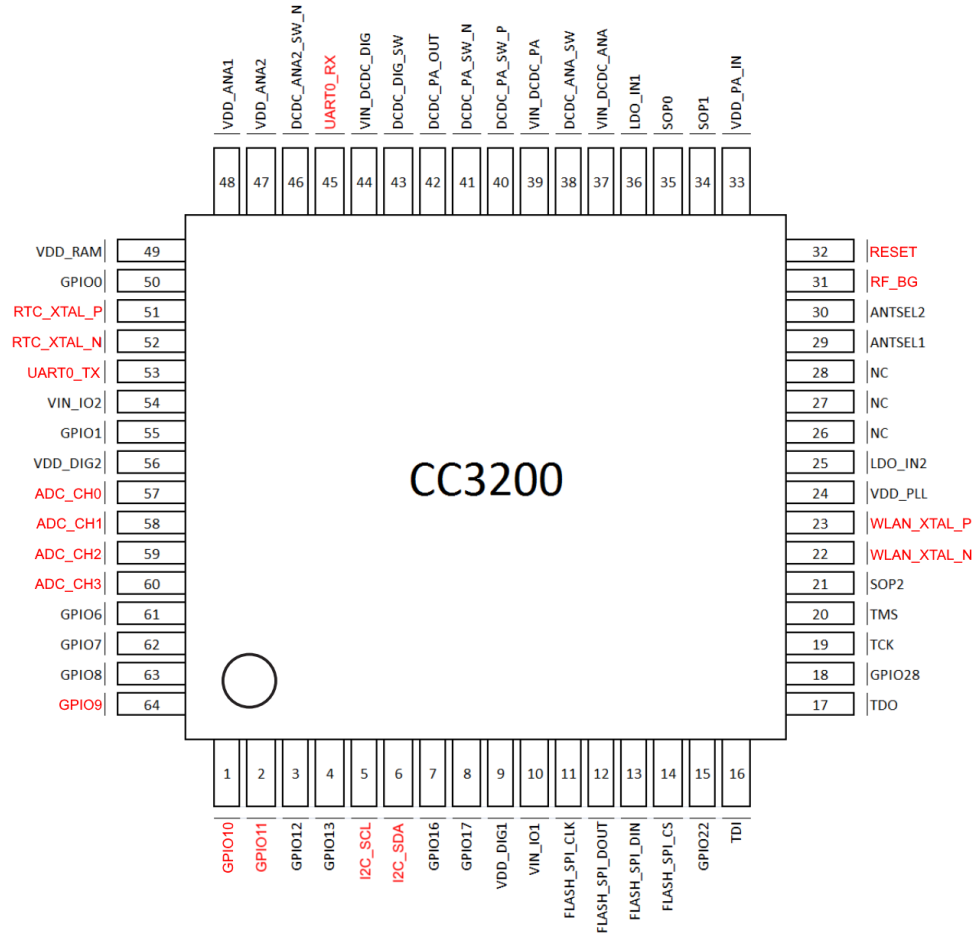 VDD_ANA1
VDD_ANA2
DCDC_ANA2_SW_N
UART0_RX
VIN_DCDC_DIG
DCDC_DIG_SW
DCDC_PA_OUT
DCDC_PA_SW_N
DCDC_PA_SW_P
VIN_DCDC_PA
DCDC_ANA_SW
VIN_DCDC_ANA
LDO_IN1
SOP0
SOP1
VDD_PA_IN
48 47 46 45 44 43 42 41 40 39 38 37 36 35 34 33
VDD_RAM 49 32 RESET
GPIO0 50 31 RF_BG
RTC_XTAL_P 51 30 ANTSEL2
RTC_XTAL_N 52 29 ANTSEL1
UART0_TX 53 28 NC
VIN_IO2 54 27 NC
GPIO1 55 26 NC
VDD_DIG2 56 25 LDO_IN2
CC3200
ADC_CH0 57 24 VDD_PLL
ADC_CH1 58 23 WLAN_XTAL_P
ADC_CH2 59 22 WLAN_XTAL_N
ADC_CH3 60 21 SOP2
GPIO6 61 20 TMS
GPIO7 62 19 TCK
GPIO8 63 18 GPIO28
GPIO9 64 17 TDO
1 2 3 4 5 6 7 8 9 10 11 12 13 14 15 16
GPIO10
GPIO11
GPIO12
GPIO13
I2C_SCL
I2C_SDA
GPIO16
GPIO17
VDD_DIG1
VIN_IO1
FLASH_SPI_CLK
FLASH_SPI_DOUT
FLASH_SPI_DIN
FLASH_SPI_CS
GPIO22
TDI